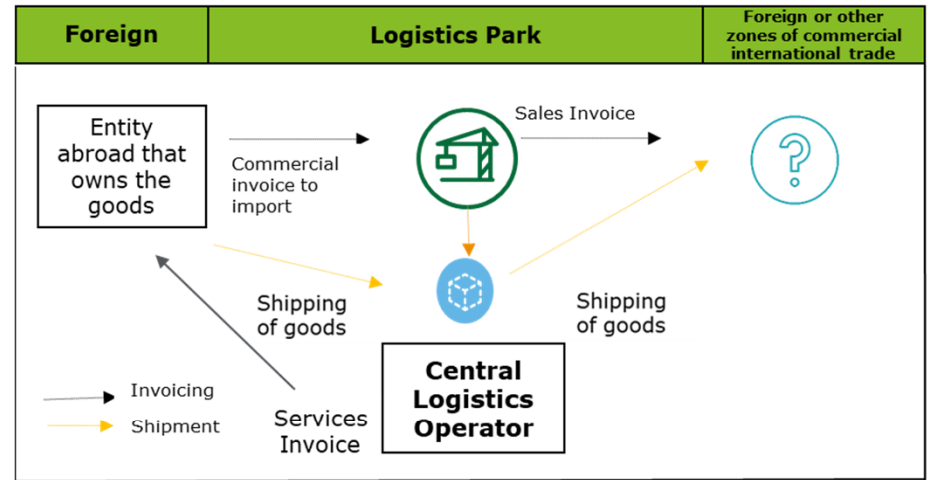 Foreign
Logistics Park
Foreign or other
zones of commercial
international trade
Entity
abroad that
owns the
goods
Commercial
invoice to
import
Sales Invoice
Shipping
of goods
Shipping
of goods
Central
Logistics
Operator
Invoicing
Shipment
Services
Invoice